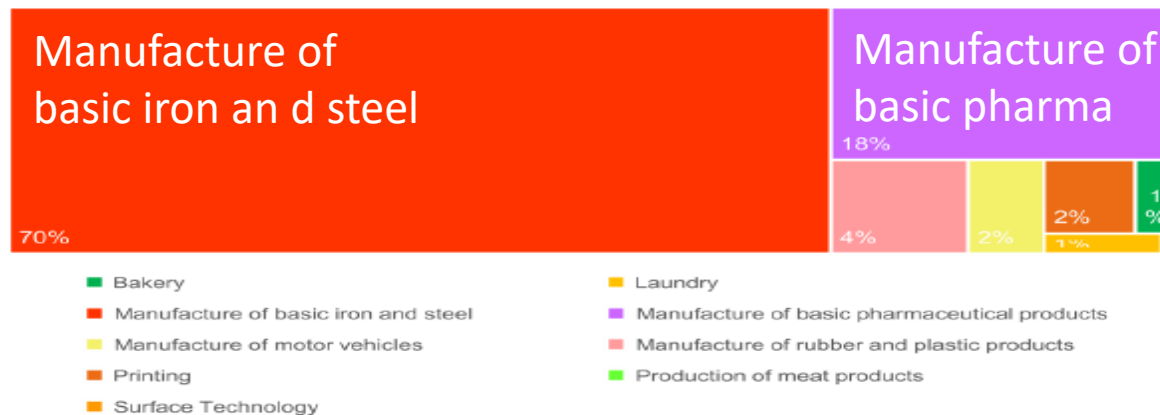 Manufacture of
basic iron an d steel
70%
Manufacture of
basic pharma
18%
4%
2%
2%
1
%
1%
Bakery
Manufacture of basic iron and steel
Manufacture of motor vehicles
Printing
Surface Technology
Laundry
Manufacture of basic pharmaceutical products
Manufacture of rubber and plastic products
Production of meat products